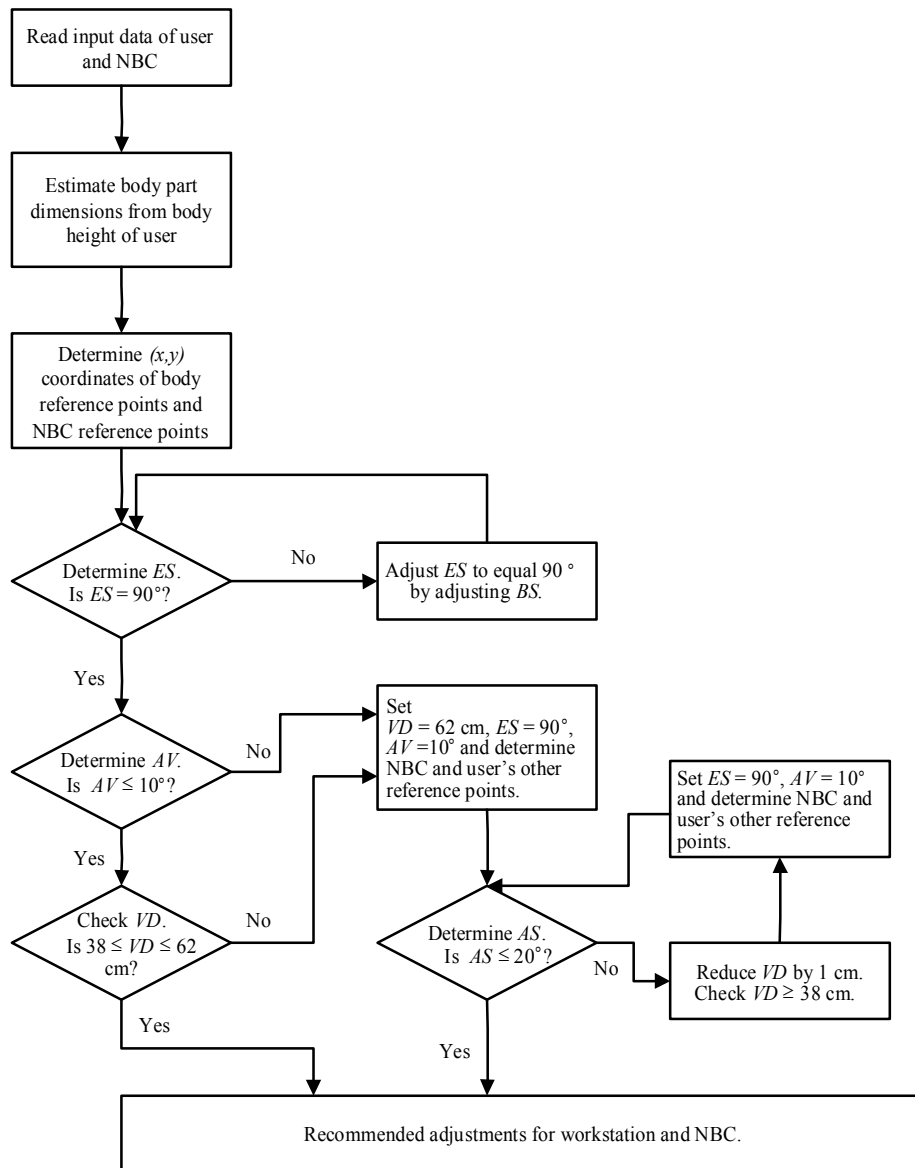 Read input data of user
and NBC
Estimate body part
dimensions from body
height of user
Determine (x,y)
coordinates of body
reference points and
NBC reference points
Determine ES.
Is ES = 90°?
No
Adjust ES to equal 90 °
by adjusting BS.
Yes
Determine AV.
Is AV ≤ 10°?
No
Set
VD = 62 cm, ES = 90°,
AV =10° and determine
NBC and user’s other
reference points.
Set ES = 90°, AV = 10°
and determine NBC and
user’s other reference
points.
Yes
Check VD.
Is 38 ≤ VD ≤ 62
cm?
No
Determine AS.
Is AS ≤ 20°?
No
Reduce VD by 1 cm.
Check VD ≥ 38 cm.
Yes
Yes
Recommended adjustments for workstation and NBC.